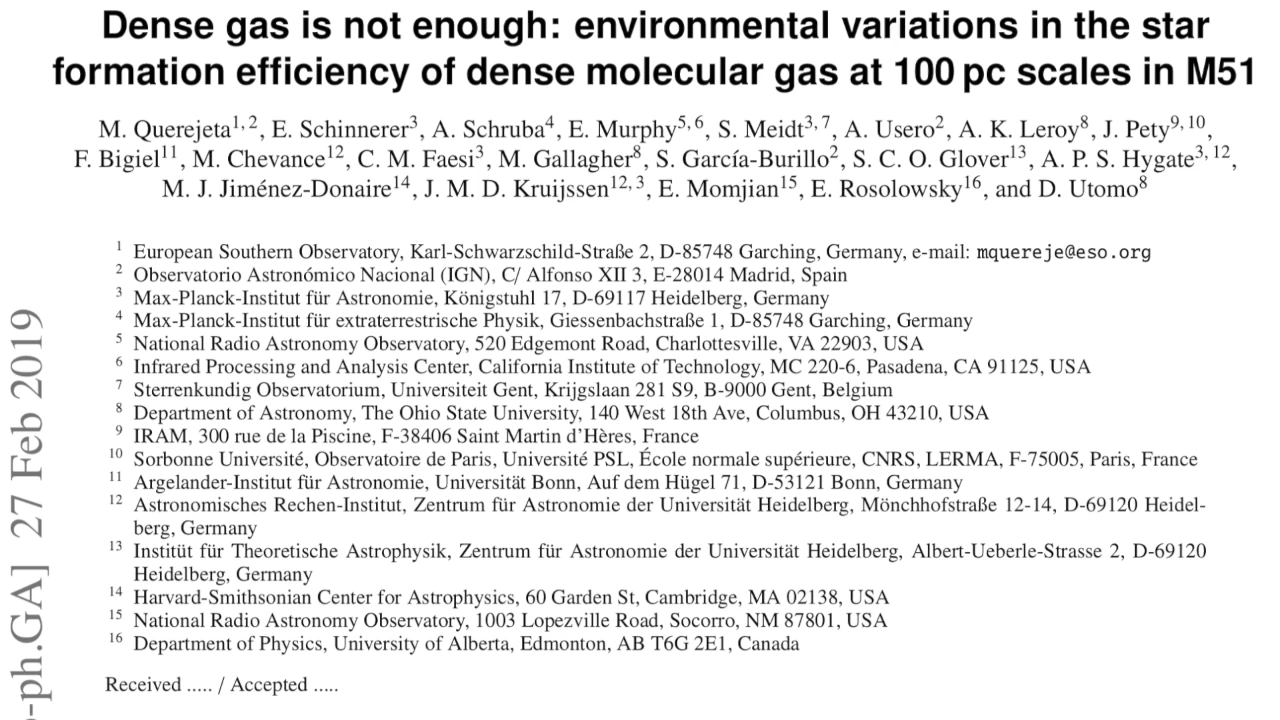 Dense gas is not enough: environmental variations in the star
formation efficiency of dense molecular gas at 100 pc scales in M51
M. Querejeta1,2, E. Schinnerer3, A. Schruba4, E. Murphy5,6, S. Meidt3,7, A. Usero2, A. K. Leroy8, J. Pety9,10,
F. Bigiel11, M. Chevance12, C. M. Faesi3, M. Gallagher8, S. García-Burillo2, S. C. O. Glover13, A. P. S. Hygate3,12,
M. J. Jiménez-Donaire14, J. M. D. Kruijssen12,3, E. Momjian15, E. Rosolowsky16, and D. Utomo8
1 European Southern Observatory, Karl-Schwarzschild-Straße 2, D-85748 Garching, Germany, e-mail: mquereje@eso.org
2 Observatorio Astronómico Nacional (IGN), C/ Alfonso XII 3, E-28014 Madrid, Spain
3 Max-Planck-Institut für Astronomie, Königstuhl 17, D-69117 Heidelberg, Germany
4 Max-Planck-Institut für extraterrestrische Physik, Giessenbachstraße 1, D-85748 Garching, Germany
5 National Radio Astronomy Observatory, 520 Edgemont Road, Charlottesville, VA 22903, USA
6 Infrared Processing and Analysis Center, California Institute of Technology, MC 220-6, Pasadena, CA 91125, USA
7 Sterrenkundig Observatorium, Universiteit Gent, Krijgslaan 281 S9, B-9000 Gent, Belgium
8 Department of Astronomy, The Ohio State University, 140 West 18th Ave, Columbus, OH 43210, USA
9 IRAM, 300 rue de la Piscine, F-38406 Saint Martin d'Hères, France
10 Sorbonne Université, Observatoire de Paris, Université PSL, École normale supérieure, CNRS, LERMA, F-75005, Paris, France
11 Argelander-Institut für Astronomie, Universität Bonn, Auf dem Hügel 71, D-53121 Bonn, Germany
12 Astronomisches Rechen-Institut, Zentrum für Astronomie der Universität Heidelberg, Mönchhofstraße 12-14, D-69120 Heidel-
berg, Germany
13 Institüt für Theoretische Astrophysik, Zentrum für Astronomie der Universität Heidelberg, Albert-Ueberle-Strasse 2, D-69120
Heidelberg, Germany
14 Harvard-Smithsonian Center for Astrophysics, 60 Garden St, Cambridge, MA 02138, USA
15 National Radio Astronomy Observatory, 1003 Lopezville Road, Socorro, NM 87801, USA
16 Department of Physics, University of Alberta, Edmonton, AB T6G 2E1, Canada
Received ..... / Accepted .....
-ph.GA] 27 Feb 2019